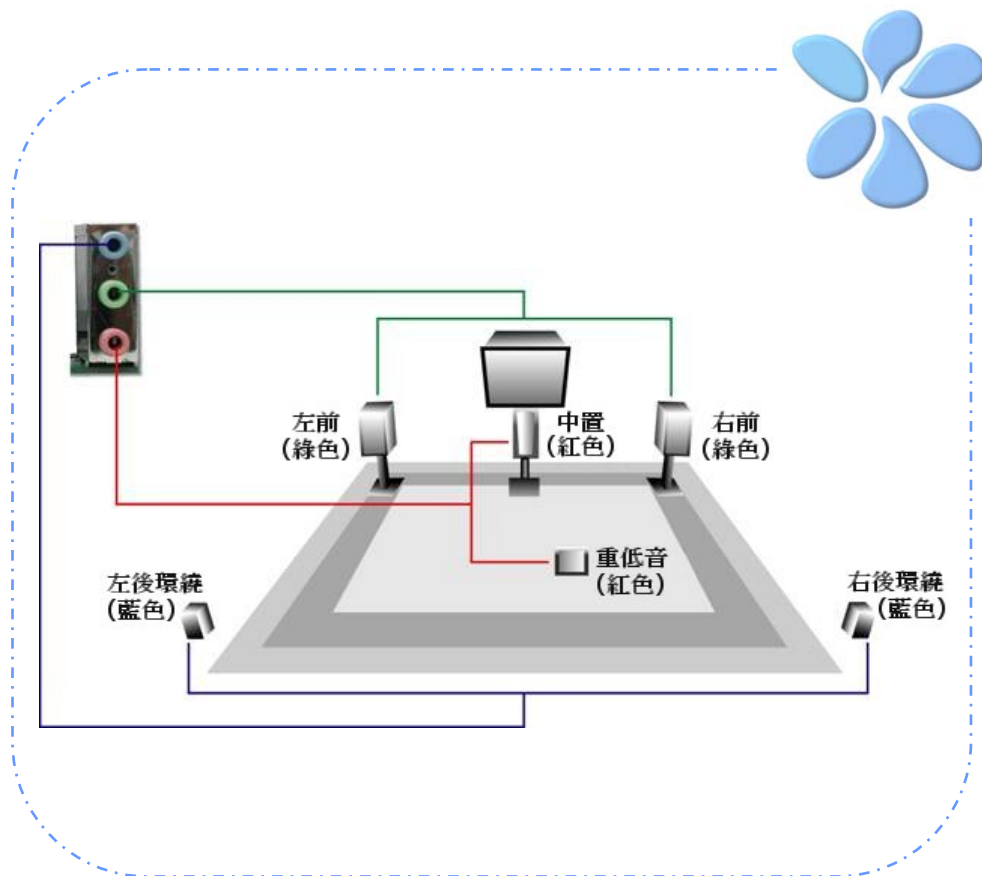 左前
(綠色)
中置
(紅色)
右前
(綠色)
重低音
(紅色)
左後環繞
(藍色)
右後環繞
(藍色)